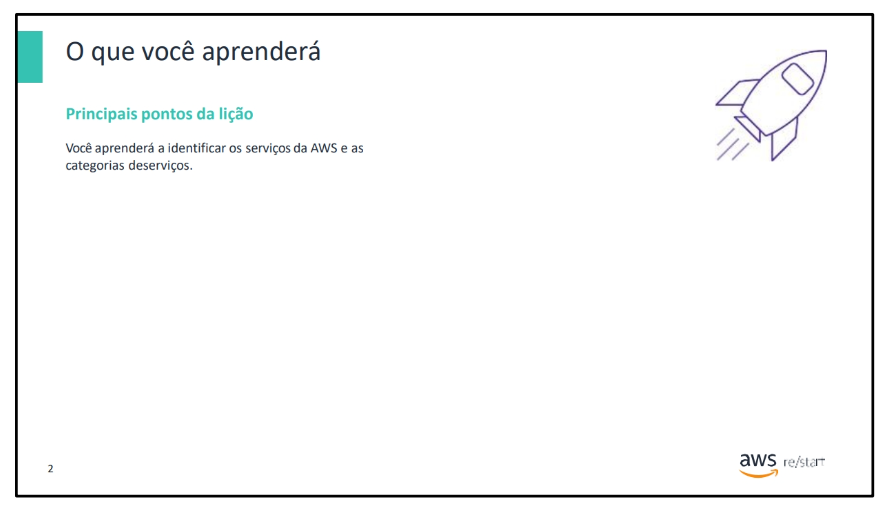 O que você aprenderá
Principais pontos da lição
Você aprenderá a identificar os serviços da AWS e as
categorias deserviços.
2
aws re/start